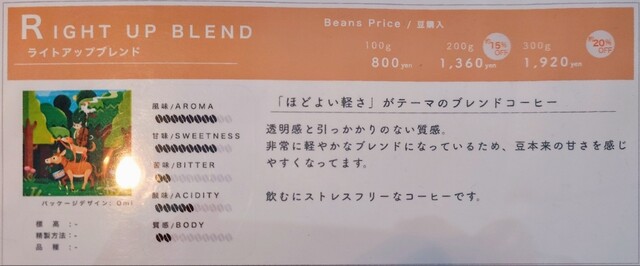 RIGHT UP BLEND
ライトアップブレンド
Beans Price / 豆購入
100g 200g 300g
15% OFF
20% OFF
800yen 1,360yen 1,920yen
風味/AROMA
甘味/SWEETNESS
苦味/BITTER
酸味/ACIDITY
質感/BODY
パッケージデザイン: 0ml
標高:-
精製方法:-
品種:-
「ほどよい軽さ」がテーマのブレンドコーヒー
透明感と引っかかりのない質感。
非常に軽やかなブレンドになっているため、豆本来の甘さを感じ
やすくなってます。
飲むにストレスフリーなコーヒーです。